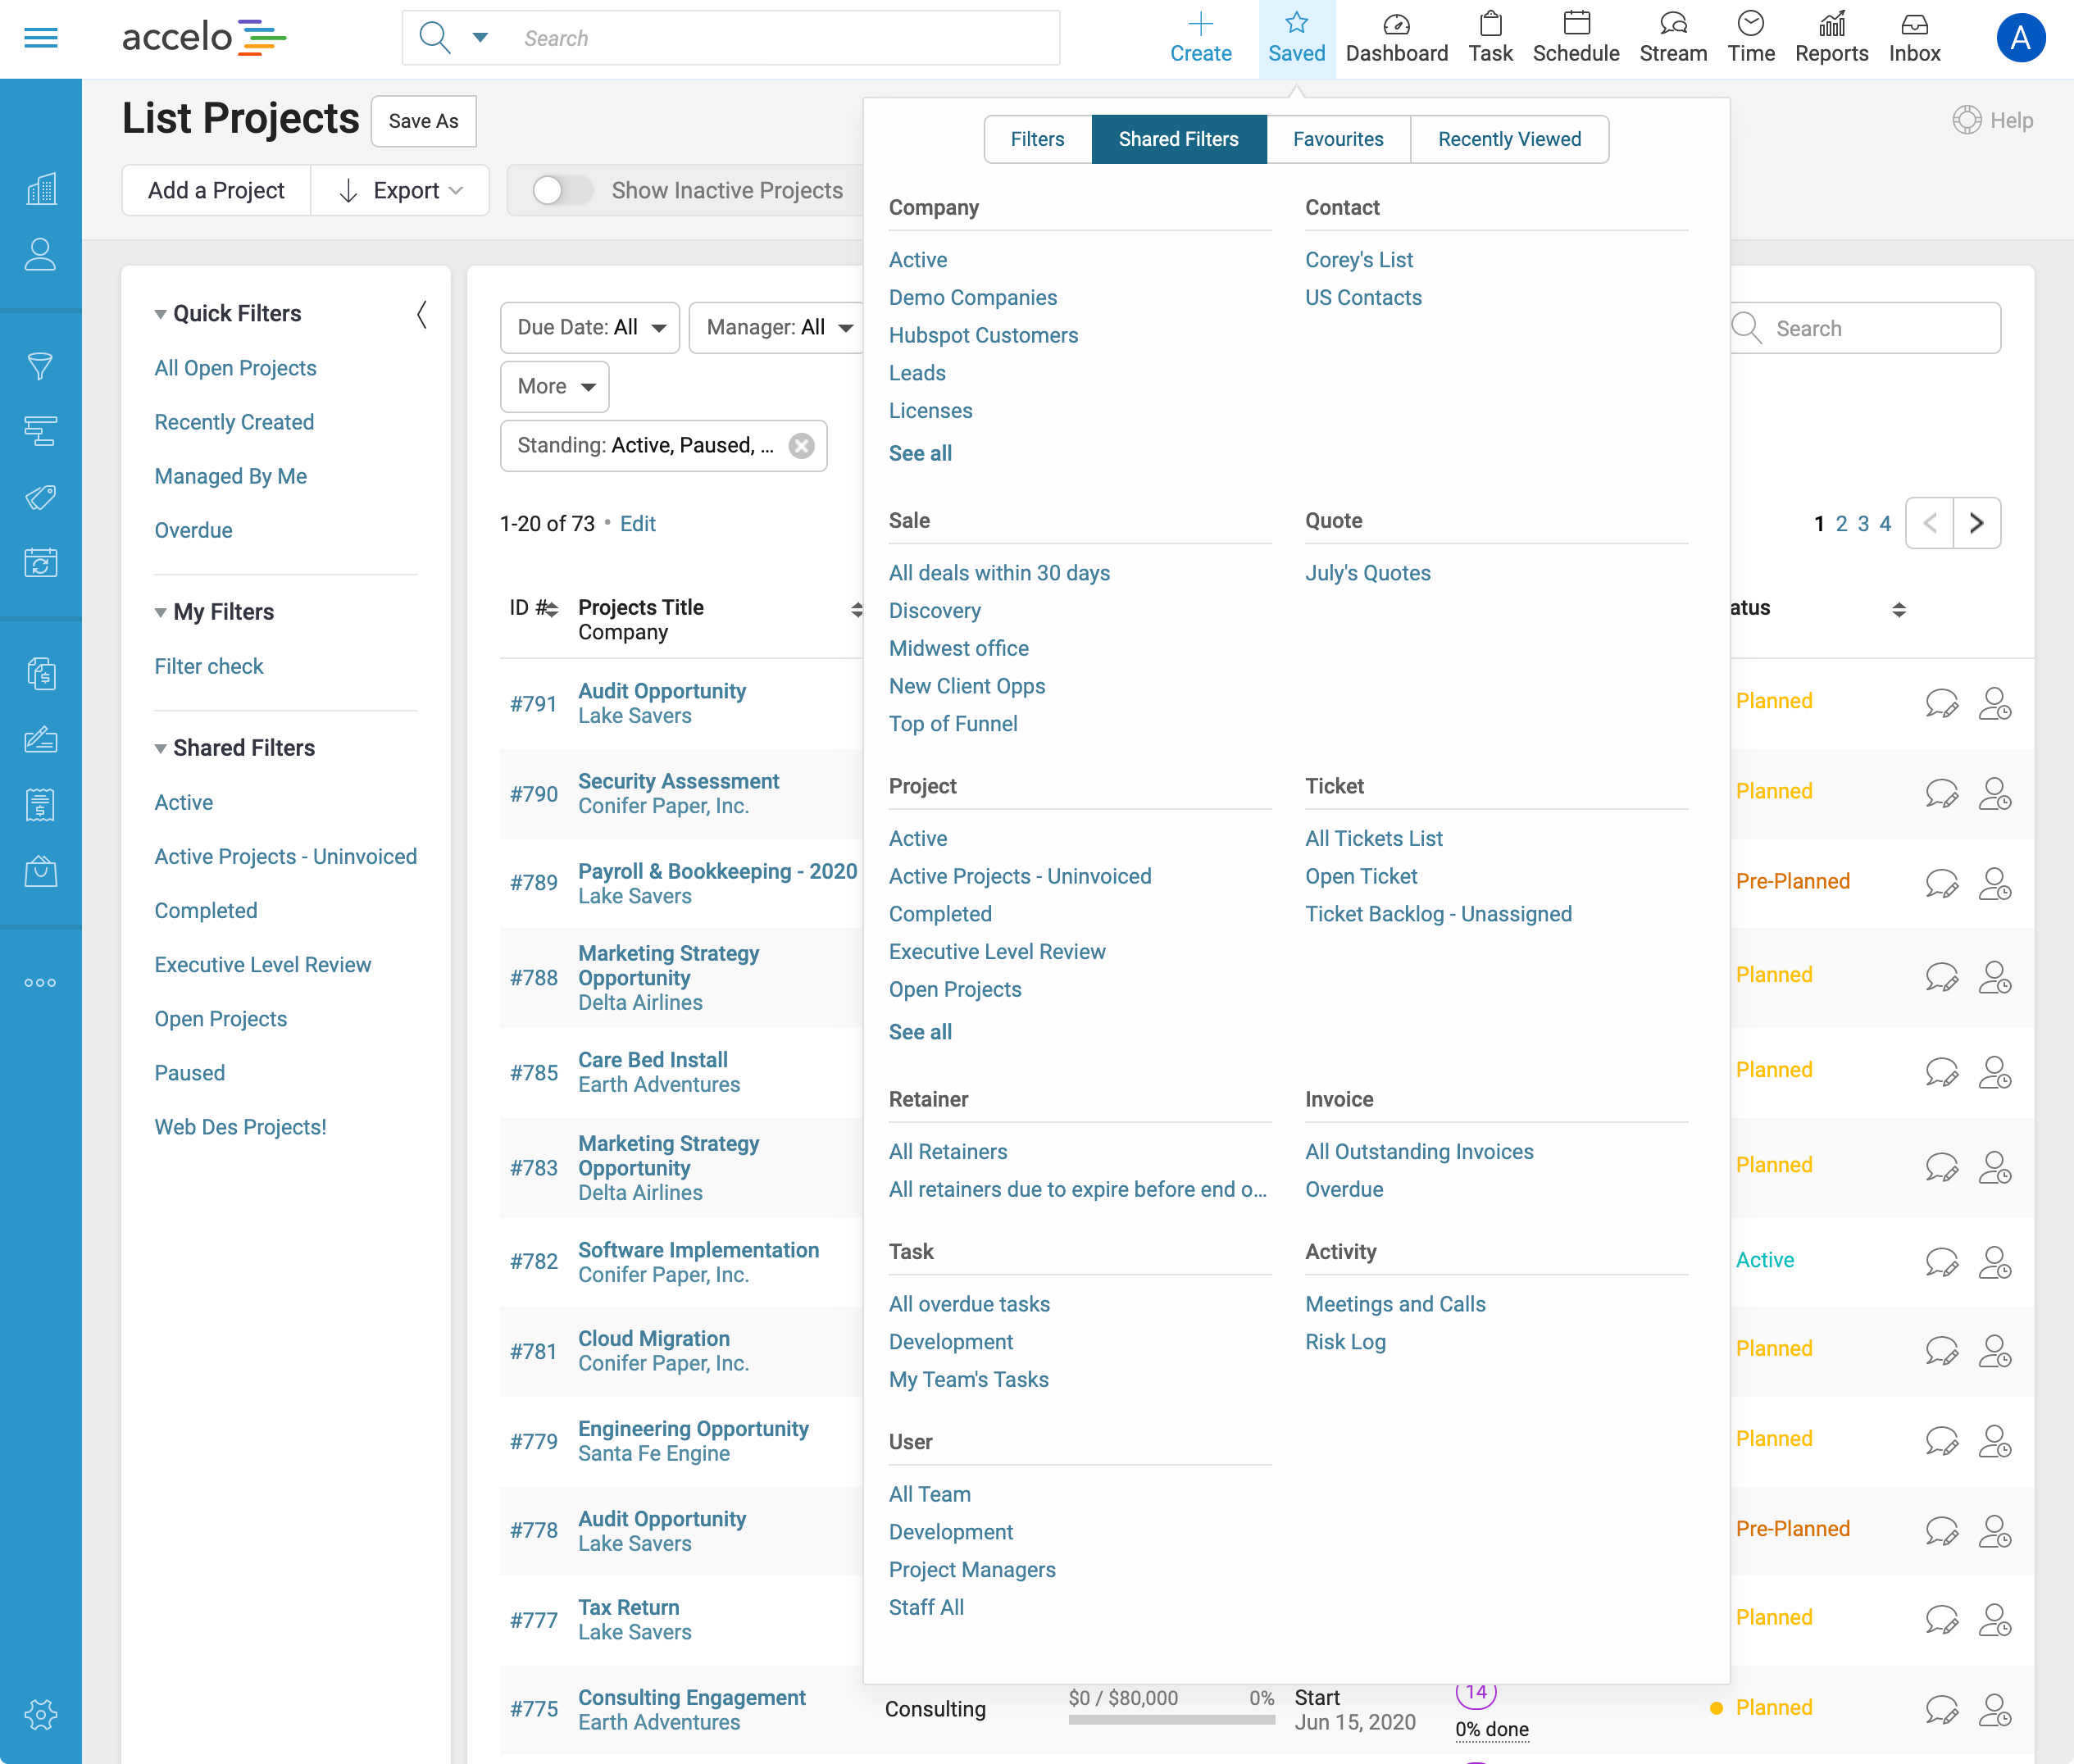 accelo
Search
Create
Saved
Dashboard
Task
Schedule
Stream
Time
Reports
Inbox
A
List Projects
Save As
Help
Add a Project
Export
Show Inactive Projects
Filters
Shared Filters
Favourites
Recently Viewed
Quick Filters
All Open Projects
Recently Created
Managed By Me
Overdue
My Filters
Filter check
Shared Filters
Active
Active Projects - Uninvoiced
Completed
Executive Level Review
Open Projects
Paused
Web Des Projects!
Due Date: All
Manager: All
More
Standing: Active, Paused, ...
1-20 of 73 • Edit
ID #
Projects Title
Company
#791
Audit Opportunity
Lake Savers
#790
Security Assessment
Conifer Paper, Inc.
#789
Payroll & Bookkeeping - 2020
Lake Savers
#788
Marketing Strategy
Opportunity
Delta Airlines
#785
Care Bed Install
Earth Adventures
#783
Marketing Strategy
Opportunity
Delta Airlines
#782
Software Implementation
Conifer Paper, Inc.
#781
Cloud Migration
Conifer Paper, Inc.
#779
Engineering Opportunity
Santa Fe Engine
#778
Audit Opportunity
Lake Savers
#777
Tax Return
Lake Savers
#775
Consulting Engagement
Earth Adventures
Consulting
$0 / $80,000
0%
Start
Jun 15, 2020
14
0% done
Company
Active
Demo Companies
Hubspot Customers
Leads
Licenses
See all
Contact
Corey's List
US Contacts
Sale
All deals within 30 days
Discovery
Midwest office
New Client Opps
Top of Funnel
Quote
July's Quotes
Project
Active
Active Projects - Uninvoiced
Completed
Executive Level Review
Open Projects
See all
Ticket
All Tickets List
Open Ticket
Ticket Backlog - Unassigned
Retainer
All Retainers
All retainers due to expire before end o...
Invoice
All Outstanding Invoices
Overdue
Task
All overdue tasks
Development
My Team's Tasks
Activity
Meetings and Calls
Risk Log
User
All Team
Development
Project Managers
Staff All
Search
1 2 3 4
atus
Planned
Planned
Pre-Planned
Planned
Planned
Planned
Active
Planned
Planned
Pre-Planned
Planned
Planned